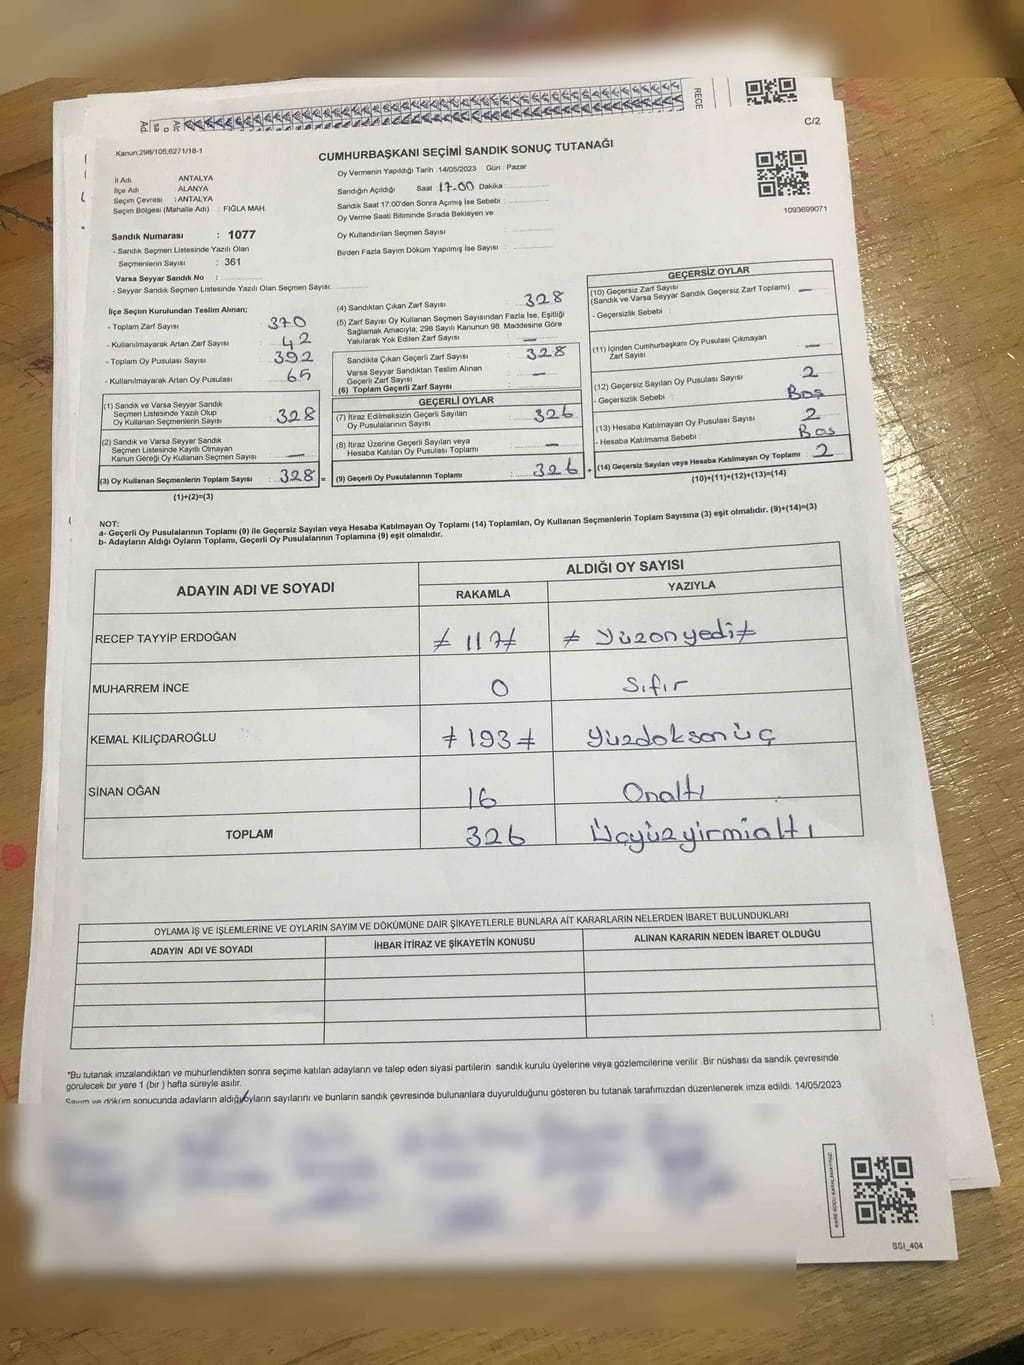 RECE
C/2
Kanun:298/105,6271/18-1
CUMHURBAŞKANI SEÇİMİ SANDIK SONUÇ TUTANAĞI
1093699071
İl Adı ANTALYA
İlçe Adı ALANYA
Seçim Çevresi : ANTALYA
Seçim Bölgesi (Mahalle Adı) : FIĞLA MAH.
Sandık Numarası : 1077
- Sandık Seçmen Listesinde Yazılı Olan
Seçmenlerin Sayısı : 361
Varsa Seyyar Sandık No :
- Seyyar Sandık Seçmen Listesinde Yazılı Olan Seçmen Sayısı:
Oy Vermenin Yapıldığı Tarih 14/05/2023 Gün : Pazar
Sandığın Açıldığı Saat 17.00 Dakika :
Sandık Saat 17.00'den Sonra Açımış İse Sebebi :
Oy Verme Saati Bitiminde Sırada Bekleyen ve
Oy Kullandırılan Seçmen Sayısı :
Birden Fazla Sayım Döküm Yapılmış İse Sayısı :
İlçe Seçim Kurulundan Teslim Alınan;
- Toplam Zarf Sayısı 370
- Kullanılmayarak Artan Zarf Sayısı 42
- Toplam Oy Pusulası Sayısı 392
- Kullanılmayarak Artan Oy Pusulası : 65
(1) Sandık ve Varsa Seyyar Sandık
Seçmen Listesinde Yazılı Olup
Oy Kullanan Seçmenlerin Sayısı : 328
(2) Sandık ve Varsa Seyyar Sandık
Seçmen Listesinde Kayıtlı Olmayan
Kanun Gereği Oy Kullanan Seçmen Sayısı : —
(3) Oy Kullanan Seçmenlerin Toplam Sayısı : 328 =
(1)+(2)=(3)
(4) Sandıktan Çıkan Zarf Sayısı : 328
(5) Zarf Sayısı Oy Kullanan Seçmen Sayısından Fazla İse, Eşitliği
Sağlamak Amacıyla; 298 Sayılı Kanunun 98. Maddesine Göre
Yakılarak Yok Edilen Zarf Sayısı : —
Sandıkta Çıkan Geçerli Zarf Sayısı : 328
Varsa Seyyar Sandıktan Teslim Alınan
Geçerli Zarf Sayısı : —
(6) Toplam Geçerli Zarf Sayısı :
GEÇERLİ OYLAR
(7) İtiraz Edilmeksizin Geçerli Sayılan
Oy Pusulalarının Sayısı : 326
(8) İtiraz Üzerine Geçerli Sayılan veya
Hesaba Katılan Oy Pusulası Toplamı : —
(9) Geçerli Oy Pusulalarının Toplamı : 326 +
GEÇERSİZ OYLAR
(10) Geçersiz Zarf Sayısı
(Sandık ve Varsa Seyyar Sandık Geçersiz Zarf Toplamı) —
- Geçersizlik Sebebi :
(11) İçinden Cumhurbaşkanı Oy Pusulası Çıkmayan
Zarf Sayısı : —
(12) Geçersiz Sayılan Oy Pusulası Sayısı : 2
- Geçersizlik Sebebi : Boş
(13) Hesaba Katılmayan Oy Pusulası Sayısı : 2
- Hesaba Katılmama Sebebi : Boş
(14) Geçersiz Sayılan veya Hesaba Katılmayan Oy Toplamı : 2
(10)+(11)+(12)+(13)=(14)
NOT:
a- Geçerli Oy Pusulalarının Toplamı (9) ile Geçersiz Sayılan veya Hesaba Katılmayan Oy Toplamı (14) Toplamları, Oy Kullanan Seçmenlerin Toplam Sayısına (3) eşit olmalıdır. (9)+(14)=(3)
b- Adayların Aldığı Oyların Toplamı, Geçerli Oy Pusulalarının Toplamına (9) eşit olmalıdır.
ADAYIN ADI VE SOYADI
ALDIĞI OY SAYISI
RAKAMLA YAZIYLA
RECEP TAYYİP ERDOĞAN ≠ 117≠ ≠ Yüzonyedi≠
MUHARREM İNCE 0 Sıfır
KEMAL KILIÇDAROĞLU ≠ 193≠ Yüzdoksonüç
SİNAN OĞAN 16 Onaltı
TOPLAM 326 Üçyüzyirmialtı
OYLAMA İŞ VE İŞLEMLERİNE VE OYLARIN SAYIM VE DÖKÜMÜNE DAİR ŞİKAYETLERLE BUNLARA AİT KARARLARIN NELERDEN İBARET BULUNDUKLARI
ADAYIN ADI VE SOYADI İHBAR İTİRAZ VE ŞİKAYETİN KONUSU ALINAN KARARIN NEDEN İBARET OLDUĞU
"Bu tutanak imzalandıktan ve mühürlendikten sonra seçime katılan adayların ve talep eden siyasi partilerin sandık kurulu üyelerine veya gözlemcilerine verilir. Bir nüshası da sandık çevresinde
görülecek bir yere 1 (bir ) hafta süreyle asılır.
Sayım ve döküm sonucunda adayların aldığı oyların sayılarını ve bunların sandık çevresinde bulunanlara duyurulduğunu gösteren bu tutanak tarafımızdan düzenlenerek imza edildi. 14/05/2023
KARE KODU KARALAMAYINIZ
SSI_404